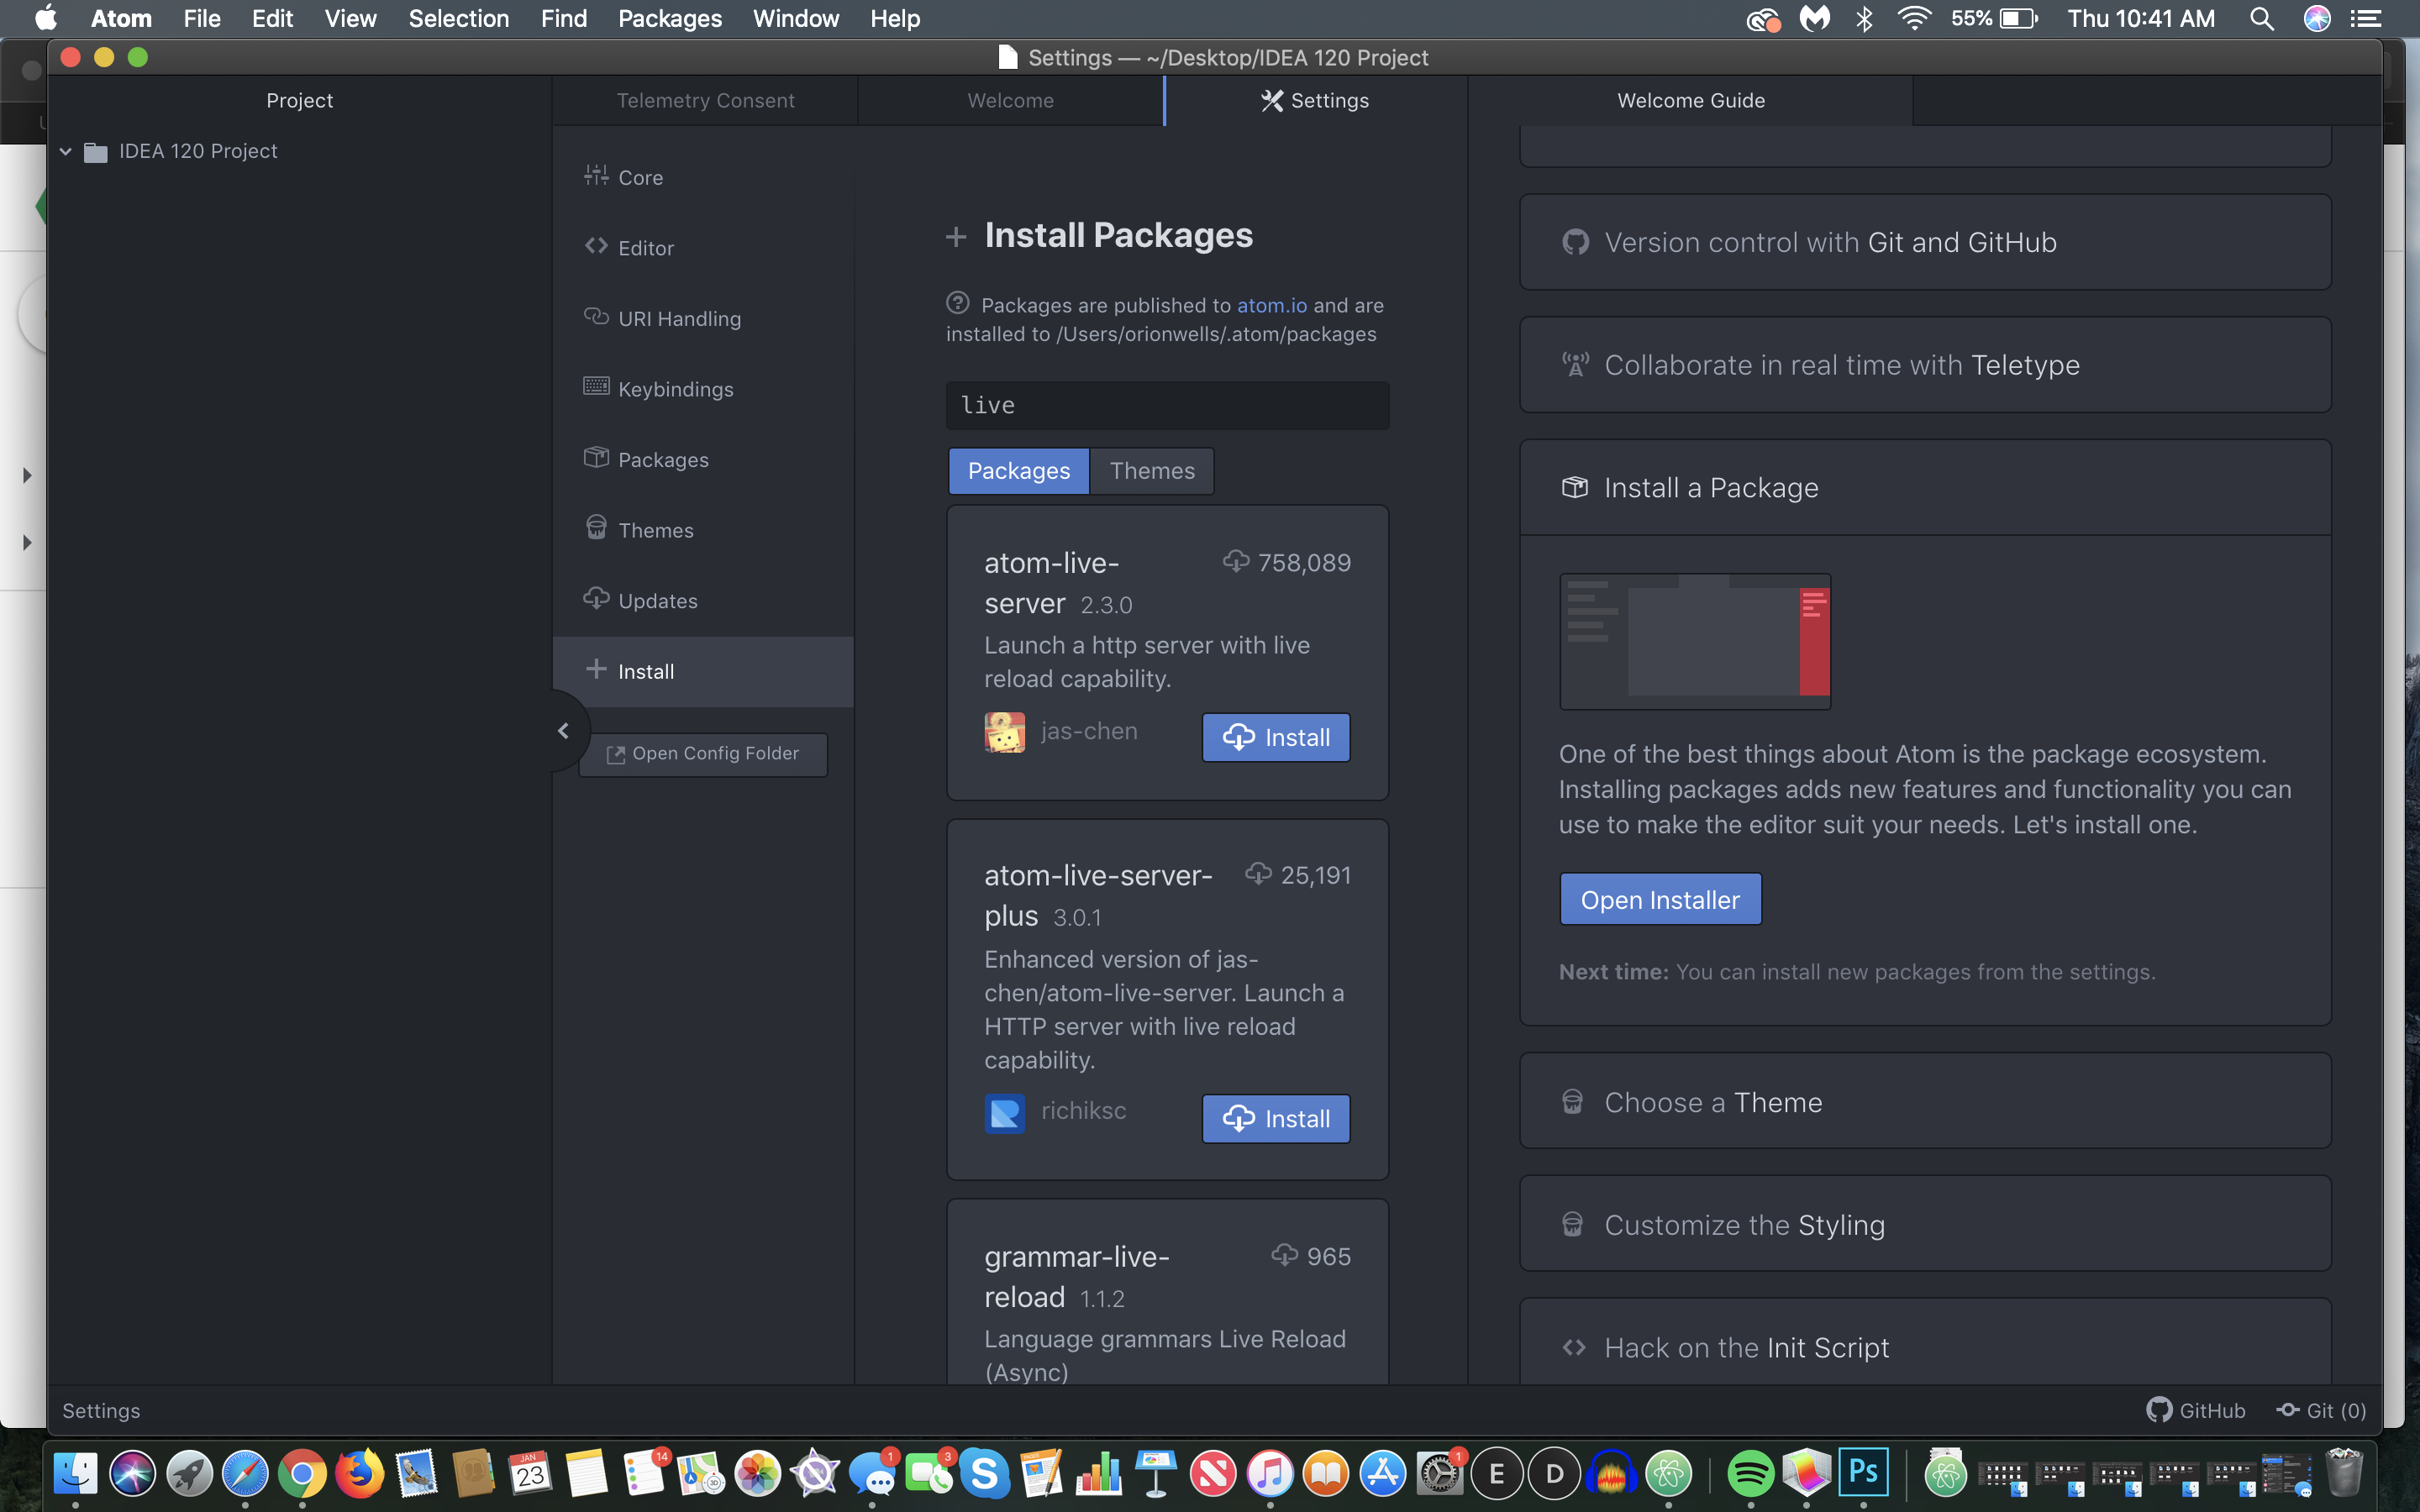 Atom File Edit View Selection Find Packages Window Help 55% Thu 10:41 AM
Settings — ~/Desktop/IDEA 120 Project
Project
Telemetry Consent
Welcome
Settings
Welcome Guide
IDEA 120 Project
Core
Editor
URI Handling
Keybindings
Packages
Themes
Updates
Install
Open Config Folder
Install Packages
Packages are published to atom.io and are
installed to /Users/orionwells/.atom/packages
live
Packages Themes
atom-live-
server 2.3.0
758,089
Launch a http server with live
reload capability.
jas-chen
Install
atom-live-server-
plus 3.0.1
25,191
Enhanced version of jas-
chen/atom-live-server. Launch a
HTTP server with live reload
capability.
richiksc
Install
grammar-live-
reload 1.1.2
965
Language grammars Live Reload
(Async)
Version control with Git and GitHub
Collaborate in real time with Teletype
Install a Package
One of the best things about Atom is the package ecosystem.
Installing packages adds new features and functionality you can
use to make the editor suit your needs. Let's install one.
Open Installer
Next time: You can install new packages from the settings.
Choose a Theme
Customize the Styling
Hack on the Init Script
Settings
GitHub Git (0)
JAN
23
14
3D
1
3
S
N
1
E
D
Ps